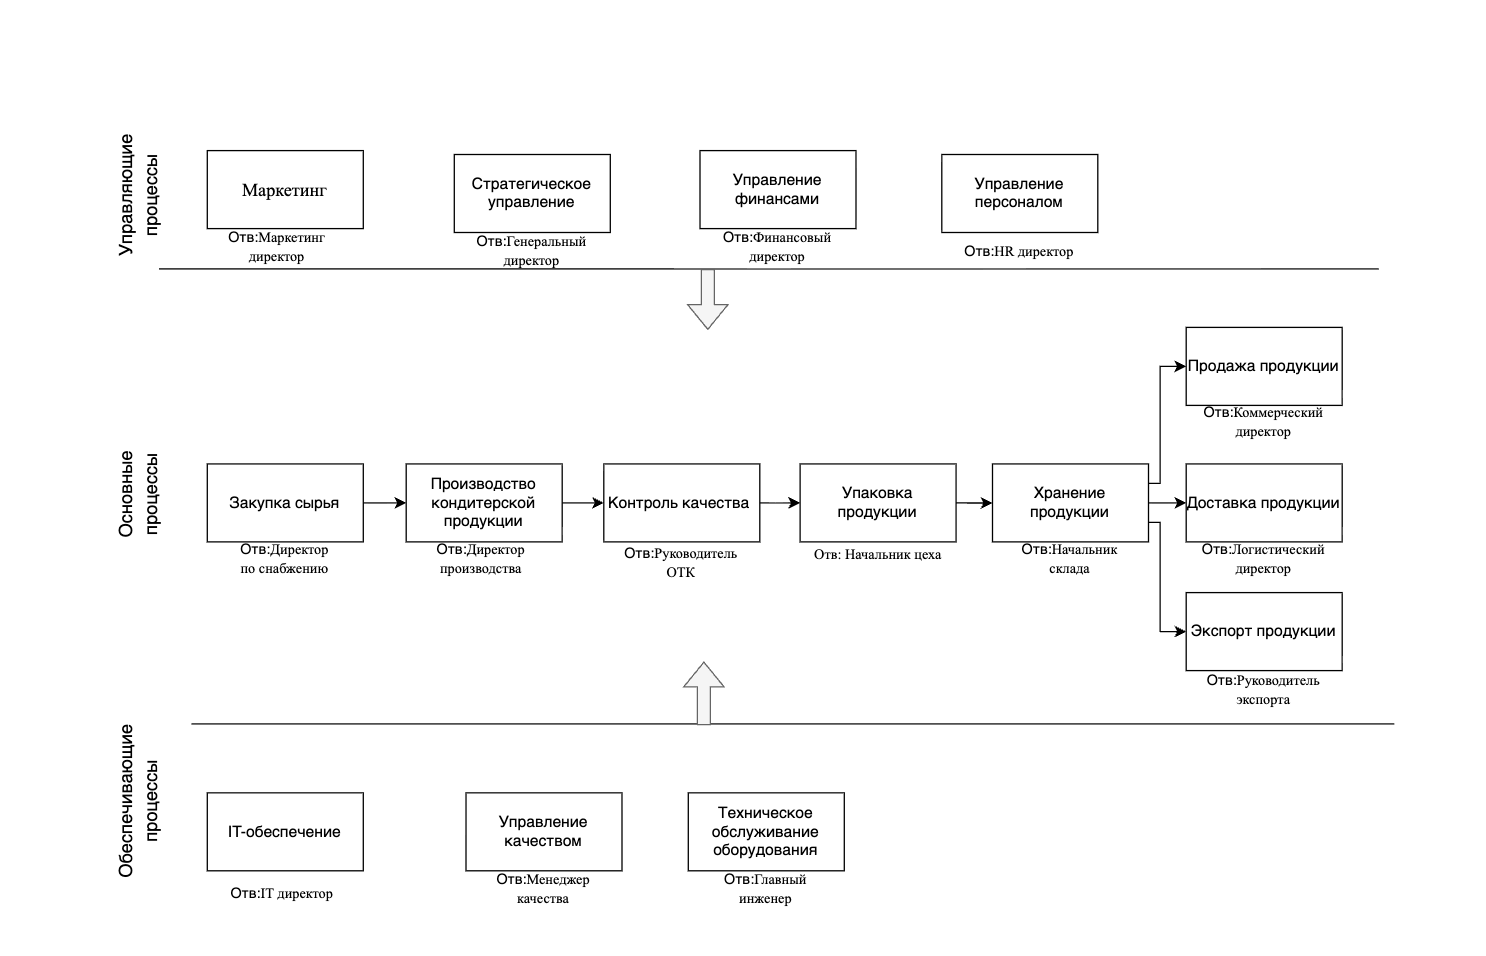 Управляющие
процессы
Маркетинг
Отв:Маркетинг
директор
Стратегическое
управление
Отв:Генеральный
директор
Управление
финансами
Отв:Финансовый
директор
Управление
персоналом
Отв:HR директор
Основные
процессы
Закупка сырья
Отв:Директор
по снабжению
Производство
кондитерской
продукции
Отв:Директор
производства
Контроль качества
Отв:Руководитель
ОТК
Упаковка
продукции
Отв: Начальник цеха
Хранение
продукции
Отв:Начальник
склада
Продажа продукции
Отв:Коммерческий
директор
Доставка продукции
Отв:Логистический
директор
Экспорт продукции
Отв:Руководитель
экспорта
Обеспечивающие
процессы
IT-обеспечение
Отв:IT директор
Управление
качеством
Отв:Менеджер
качества
Техническое
обслуживание
оборудования
Отв:Главный
инженер